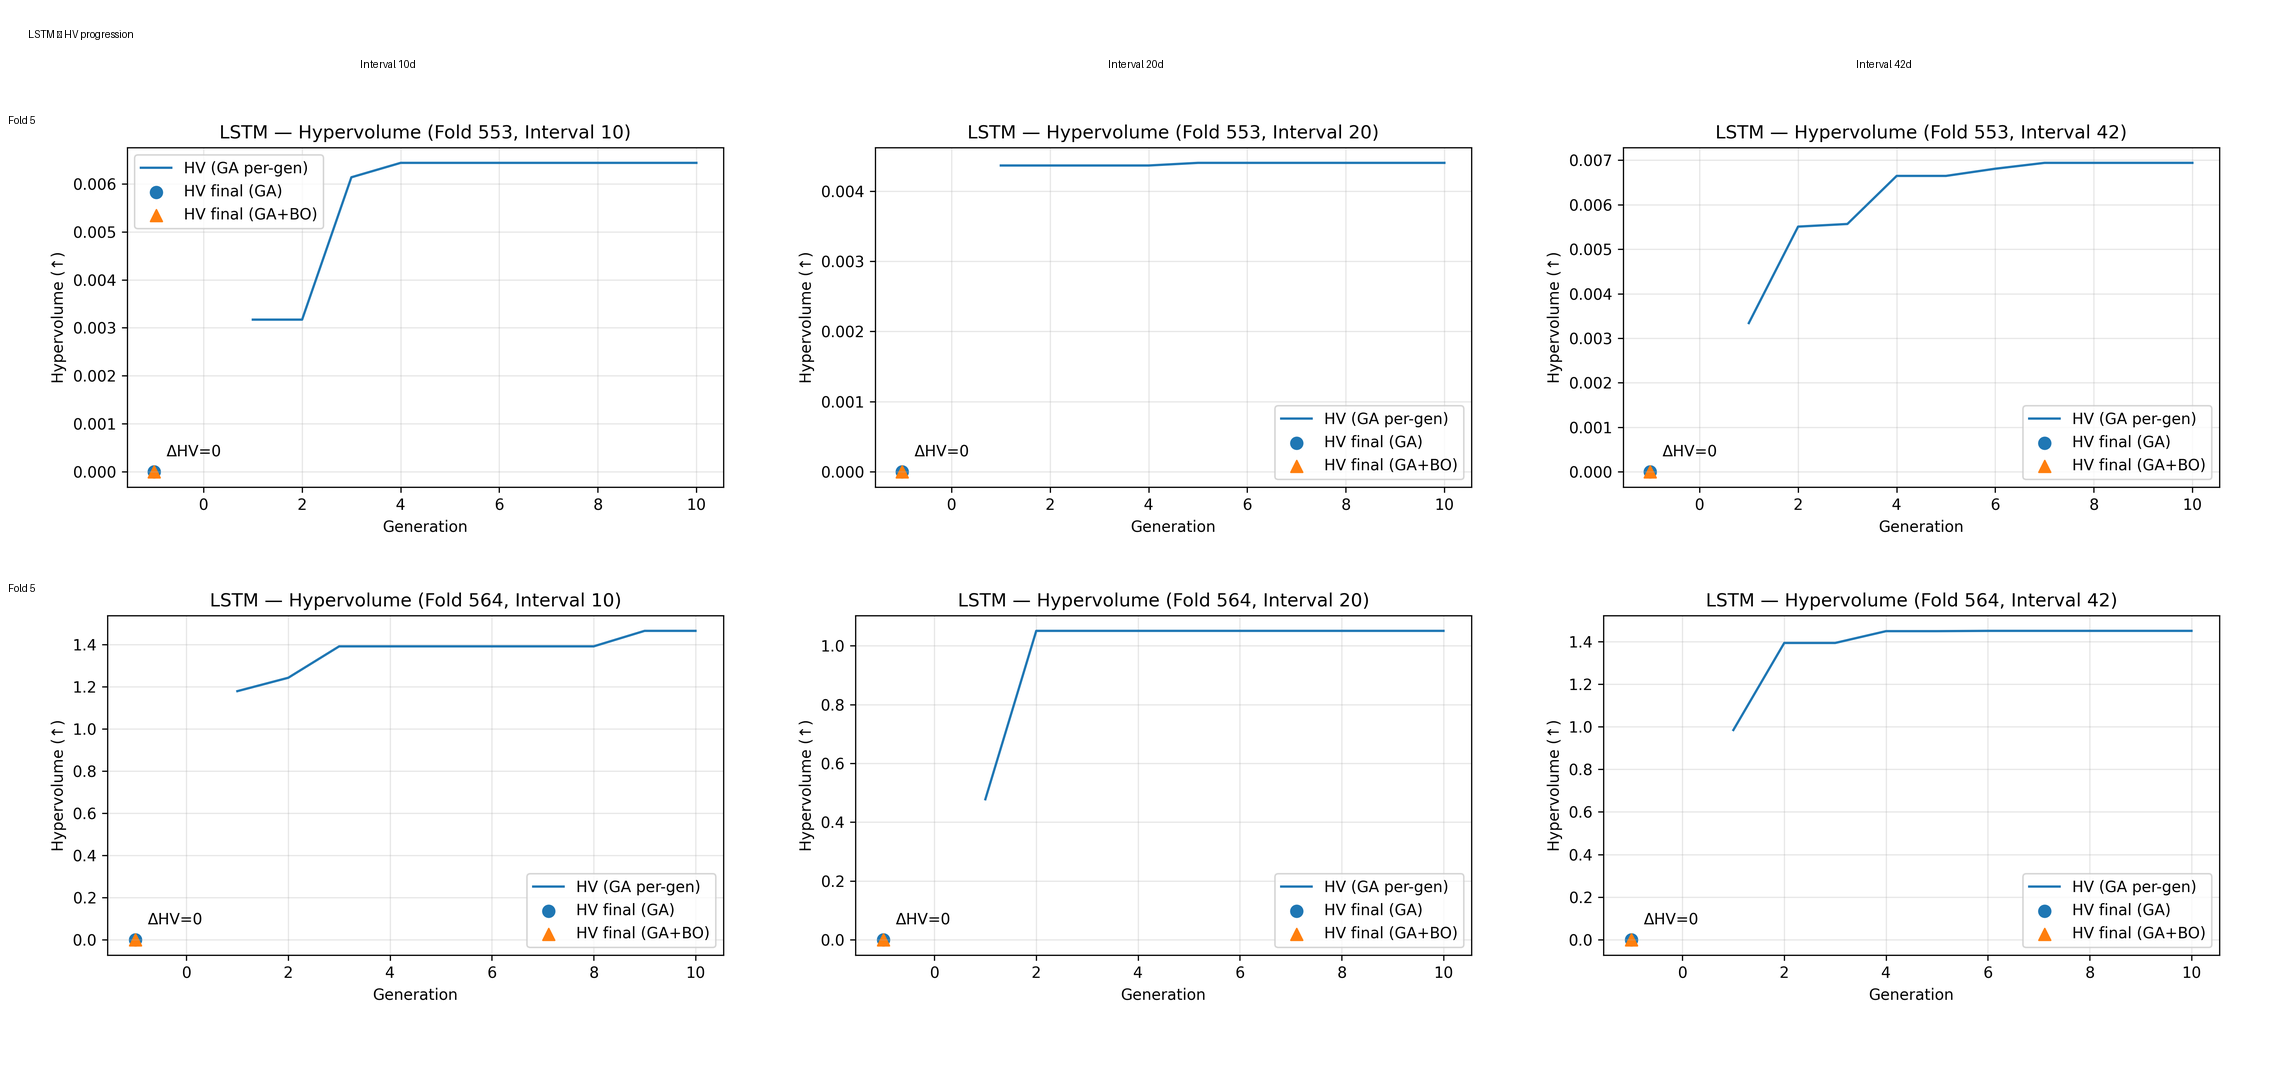 LSTM ▯ HV progression
Interval 10d
Interval 20d
Interval 42d
Fold 5
LSTM — Hypervolume (Fold 553, Interval 10)
HV (GA per-gen)
HV final (GA)
HV final (GA+BO)
0.006
0.005
0.004
0.003
0.002
0.001
0.000
Hypervolume (↑)
ΔHV=0
0 2 4 6 8 10
Generation
LSTM — Hypervolume (Fold 553, Interval 20)
0.004
0.003
0.002
0.001
0.000
Hypervolume (↑)
ΔHV=0
HV (GA per-gen)
HV final (GA)
HV final (GA+BO)
0 2 4 6 8 10
Generation
LSTM — Hypervolume (Fold 553, Interval 42)
0.007
0.006
0.005
0.004
0.003
0.002
0.001
0.000
Hypervolume (↑)
ΔHV=0
HV (GA per-gen)
HV final (GA)
HV final (GA+BO)
0 2 4 6 8 10
Generation
Fold 5
LSTM — Hypervolume (Fold 564, Interval 10)
1.4
1.2
1.0
0.8
0.6
0.4
0.2
0.0
Hypervolume (↑)
ΔHV=0
HV (GA per-gen)
HV final (GA)
HV final (GA+BO)
0 2 4 6 8 10
Generation
LSTM — Hypervolume (Fold 564, Interval 20)
1.0
0.8
0.6
0.4
0.2
0.0
Hypervolume (↑)
ΔHV=0
HV (GA per-gen)
HV final (GA)
HV final (GA+BO)
0 2 4 6 8 10
Generation
LSTM — Hypervolume (Fold 564, Interval 42)
1.4
1.2
1.0
0.8
0.6
0.4
0.2
0.0
Hypervolume (↑)
ΔHV=0
HV (GA per-gen)
HV final (GA)
HV final (GA+BO)
0 2 4 6 8 10
Generation